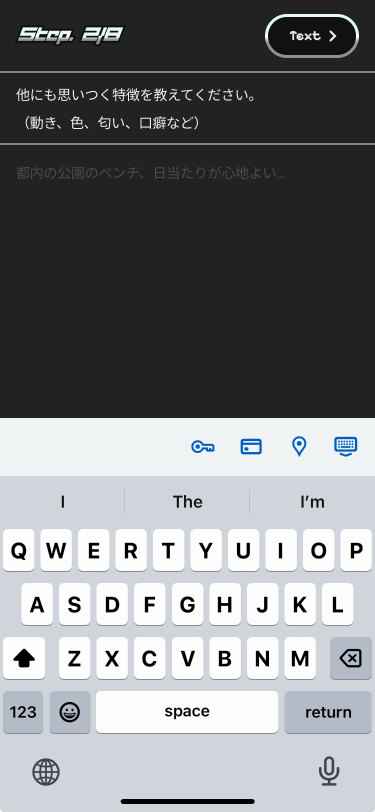 Step. 2/8
Text
他にも思いつく特徴を教えてください。
（動き、色、匂い、口癖など）
都内の公園のベンチ、日当たりが心地よい...
I The I'm
Q W E R T Y U I O P
A S D F G H J K L
Z X C V B N M
123 space return